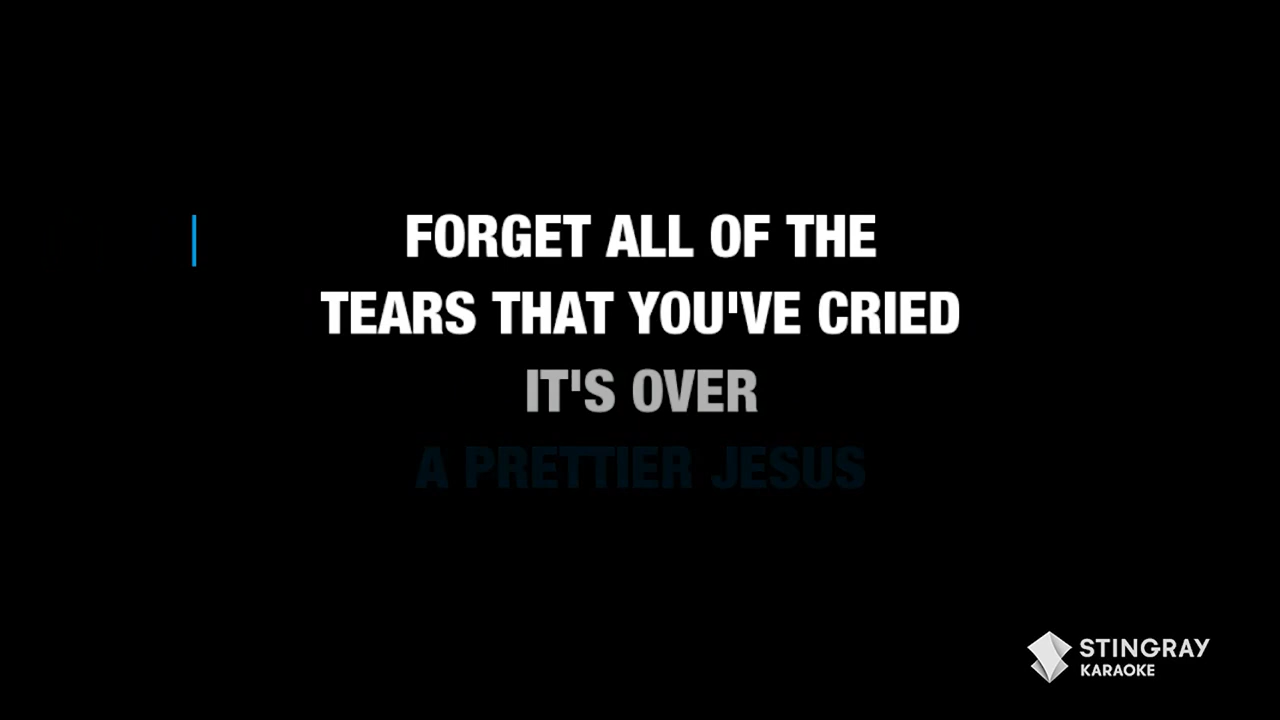 FORGET ALL OF THE
TEARS THAT YOU'VE CRIED
IT'S OVER
A PRETTIER JESUS
STINGRAY
KARAOKE